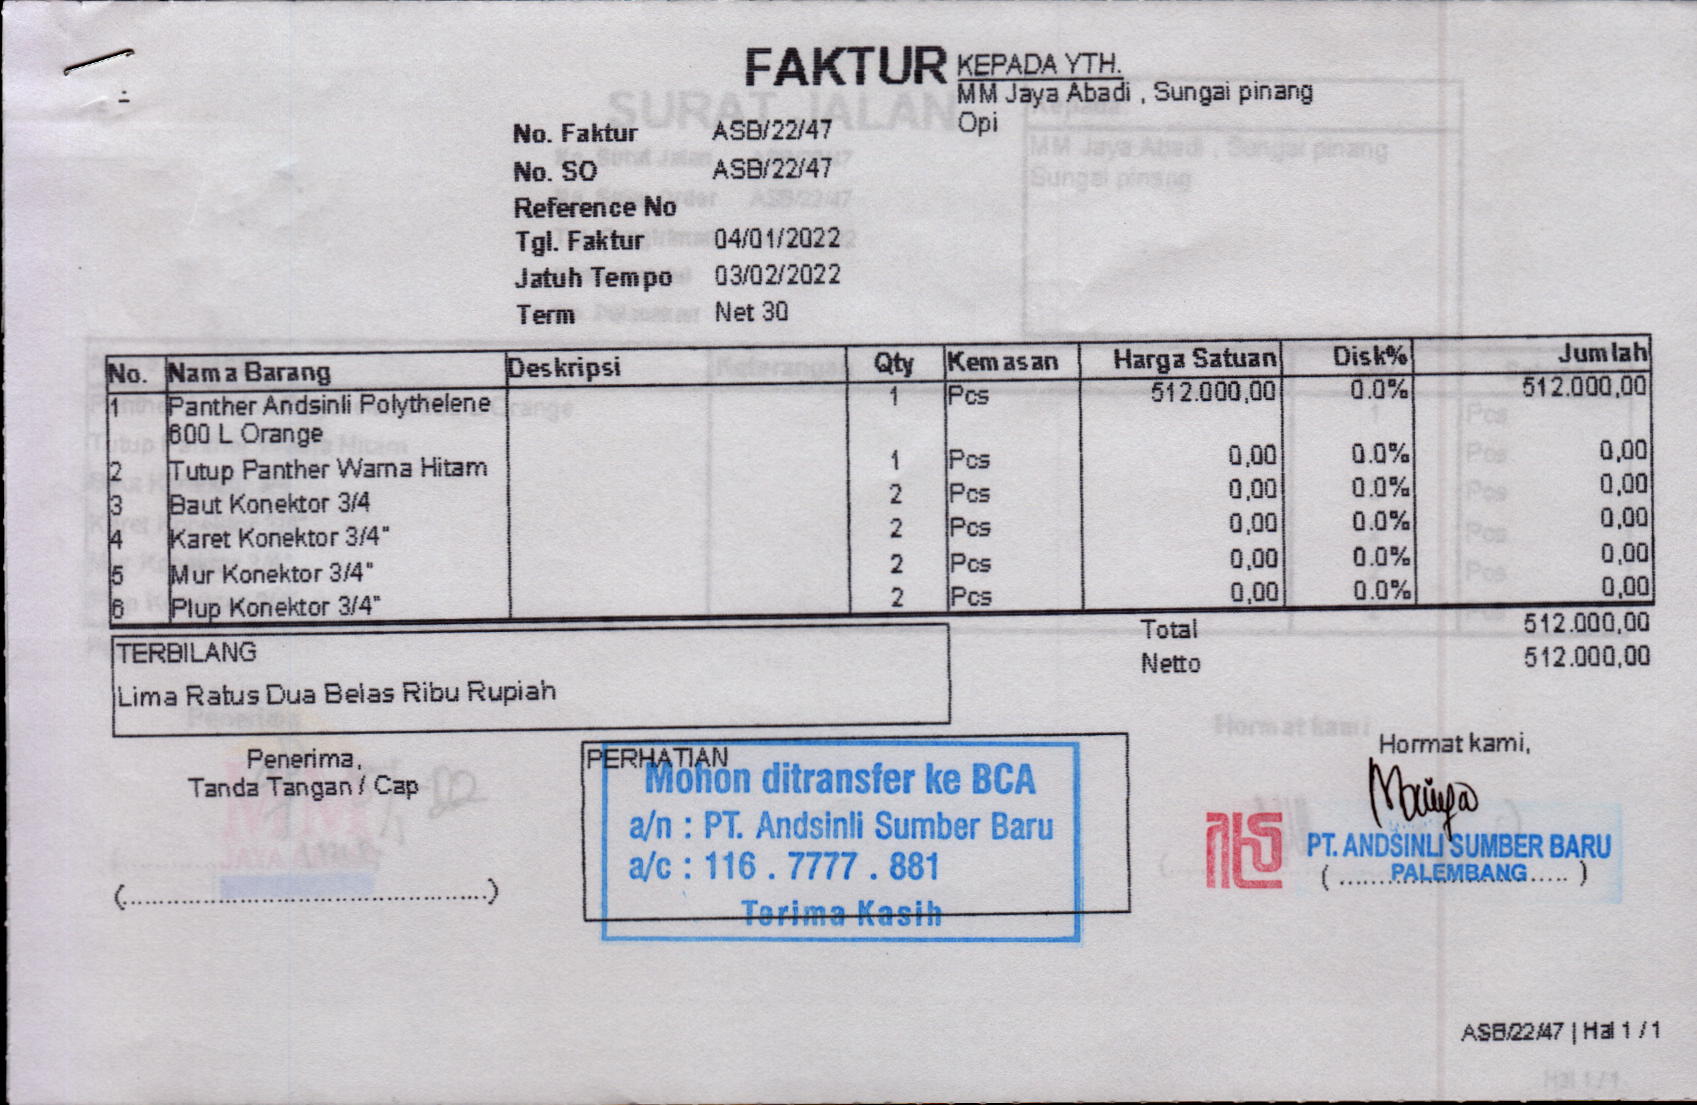 FAKTUR
KEPADA YTH.
MM Jaya Abadi , Sungai pinang
Opi
No. Faktur ASB/22/47
No. SO ASB/22/47
Reference No
Tgl. Faktur 04/01/2022
Jatuh Tempo 03/02/2022
Term Net 30
No. Nama Barang Deskripsi Qty Kemasan Harga Satuan Disk% Jumlah
1 Panther Andsinli Polythelene 1 Pcs 512.000,00 0.0% 512.000,00
600 L Orange
2 Tutup Panther Warna Hitam 1 Pcs 0,00 0.0% 0,00
3 Baut Konektor 3/4 2 Pcs 0,00 0.0% 0,00
4 Karet Konektor 3/4" 2 Pcs 0,00 0.0% 0,00
5 Mur Konektor 3/4" 2 Pcs 0,00 0.0% 0,00
6 Plup Konektor 3/4" 2 Pcs 0,00 0.0% 0,00
Total 512.000,00
Netto 512.000,00
TERBILANG
Lima Ratus Dua Belas Ribu Rupiah
Penerima,
Tanda Tangan / Cap
(..................................................)
PERHATIAN
Mohon ditransfer ke BCA
a/n : PT. Andsinli Sumber Baru
a/c : 116 . 7777 . 881
Terima Kasih
Hormat kami,
PT. ANDSINLI SUMBER BARU
PALEMBANG
ASB/22/47 | Hal 1 / 1